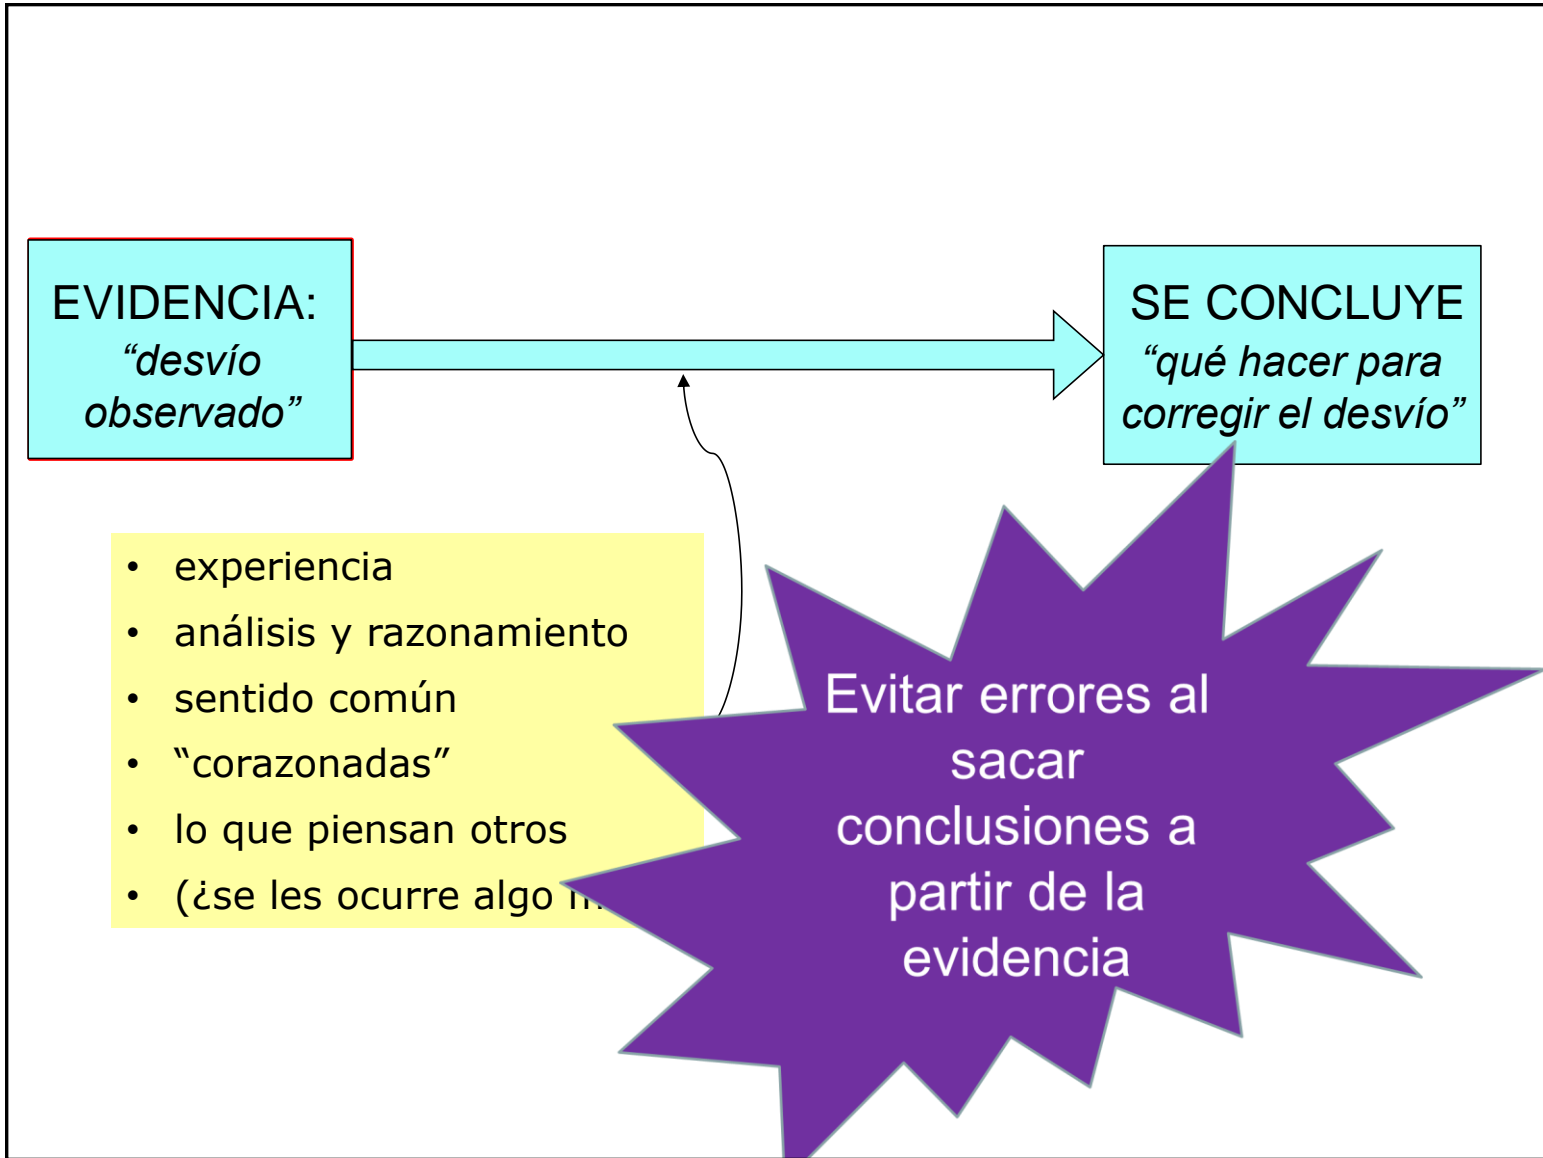 EVIDENCIA:
“desvío
observado”
SE CONCLUYE
“qué hacer para
corregir el desvío”
• experiencia
• análisis y razonamiento
• sentido común
• “corazonadas”
• lo que piensan otros
• (¿se les ocurre algo
Evitar errores al
sacar
conclusiones a
partir de la
evidencia